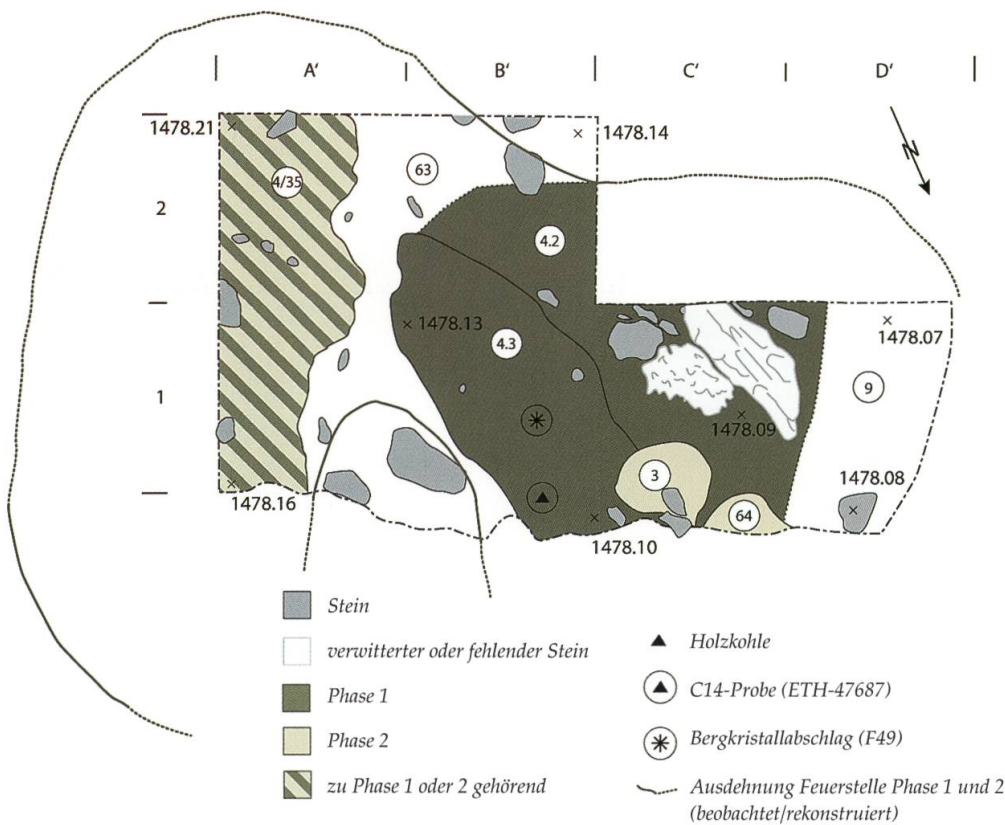 A' B' C' D'
1478.21 1478.14
N
63
4/35
2
4.2
1478.13 1478.07
4.3
9
1
1478.09
3 1478.08
1478.16 64
1478.10
Stein
verwitterter oder fehlender Stein
Phase 1
Phase 2
zu Phase 1 oder 2 gehörend
Holzkohle
C14-Probe (ETH-47687)
Bergkristallabschlag (F49)
Ausdehnung Feuerstelle Phase 1 und 2
(beobachtet/rekonstruiert)